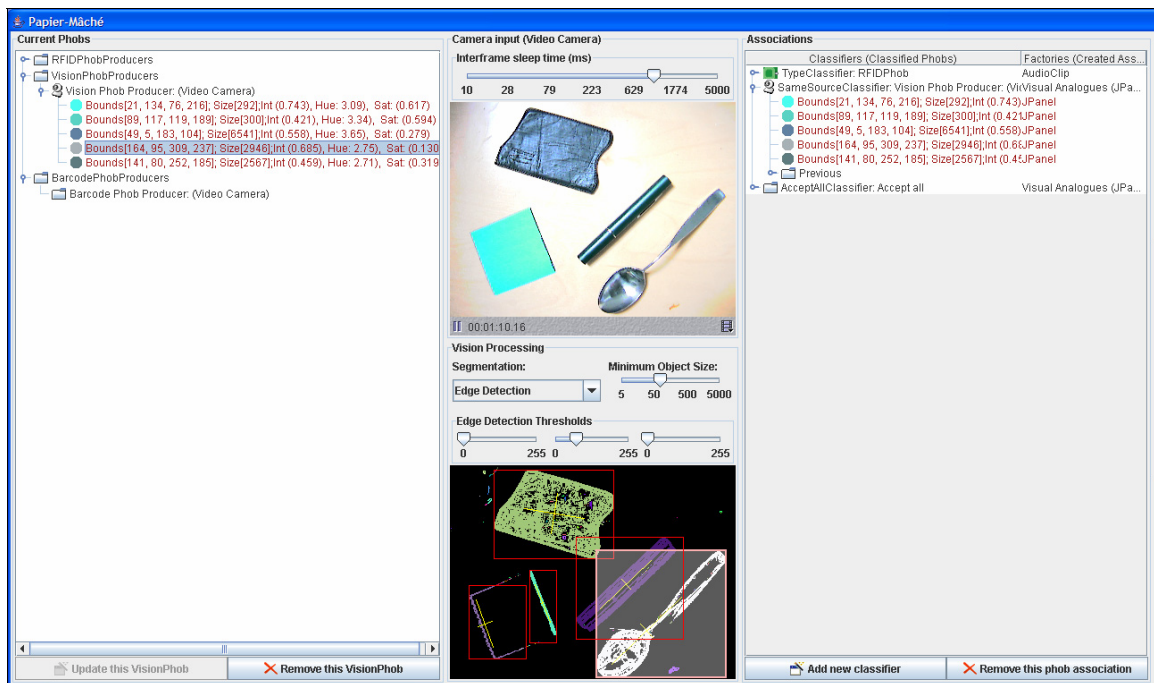 Papier-Mâché
Current Phobs
RFIDPhobProducers
VisionPhobProducers
Vision Phob Producer: (Video Camera)
Bounds[21, 134, 76, 216]; Size[292];Int (0.743), Hue: 3.09), Sat: (0.617)
Bounds[89, 117, 119, 189]; Size[300];Int (0.421), Hue: 3.34), Sat: (0.594)
Bounds[49, 5, 183, 104]; Size[6541];Int (0.558), Hue: 3.65), Sat: (0.279)
Bounds[164, 95, 309, 237]; Size[2946];Int (0.685), Hue: 2.75), Sat: (0.130
Bounds[141, 80, 252, 185]; Size[2567];Int (0.459), Hue: 2.71), Sat: (0.319
BarcodePhobProducers
Barcode Phob Producer: (Video Camera)
Update this VisionPhob
Remove this VisionPhob
Camera input (Video Camera)
Interframe sleep time (ms)
10 28 79 223 629 1774 5000
00:01:10.16
Vision Processing
Segmentation:
Minimum Object Size:
Edge Detection
5 50 500 5000
Edge Detection Thresholds
0 255 0 255 0 255
Associations
Classifiers (Classified Phobs) Factories (Created Ass...
TypeClassifier: RFIDPhob AudioClip
SameSourceClassifier: Vision Phob Producer: (Vi Visual Analogues (JPa...
Bounds[21, 134, 76, 216]; Size[292];Int (0.743) JPanel
Bounds[89, 117, 119, 189]; Size[300];Int (0.421 JPanel
Bounds[49, 5, 183, 104]; Size[6541];Int (0.558) JPanel
Bounds[164, 95, 309, 237]; Size[2946];Int (0.68 JPanel
Bounds[141, 80, 252, 185]; Size[2567];Int (0.45 JPanel
Previous
AcceptAllClassifier: Accept all Visual Analogues (JPa...
Add new classifier
Remove this phob association